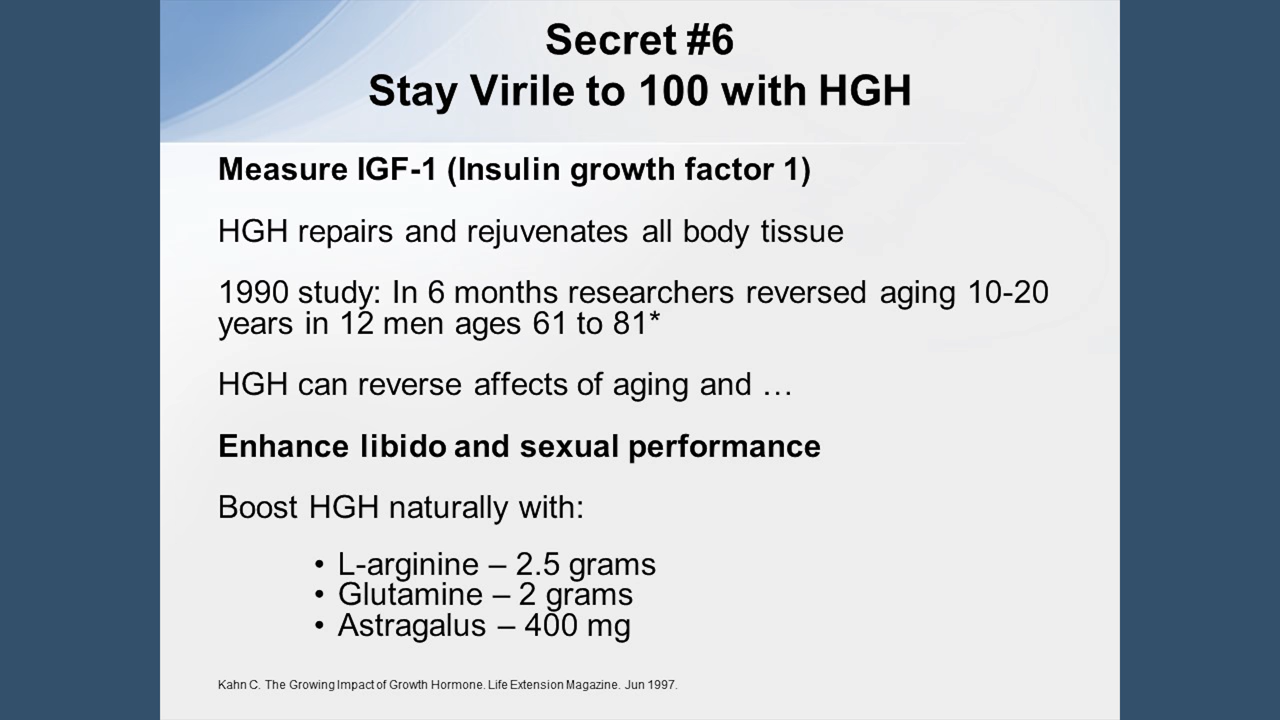 Secret #6
Stay Virile to 100 with HGH
Measure IGF-1 (Insulin growth factor 1)
HGH repairs and rejuvenates all body tissue
1990 study: In 6 months researchers reversed aging 10-20
years in 12 men ages 61 to 81*
HGH can reverse affects of aging and …
Enhance libido and sexual performance
Boost HGH naturally with:
• L-arginine – 2.5 grams
• Glutamine – 2 grams
• Astragalus – 400 mg
Kahn C. The Growing Impact of Growth Hormone. Life Extension Magazine. Jun 1997.